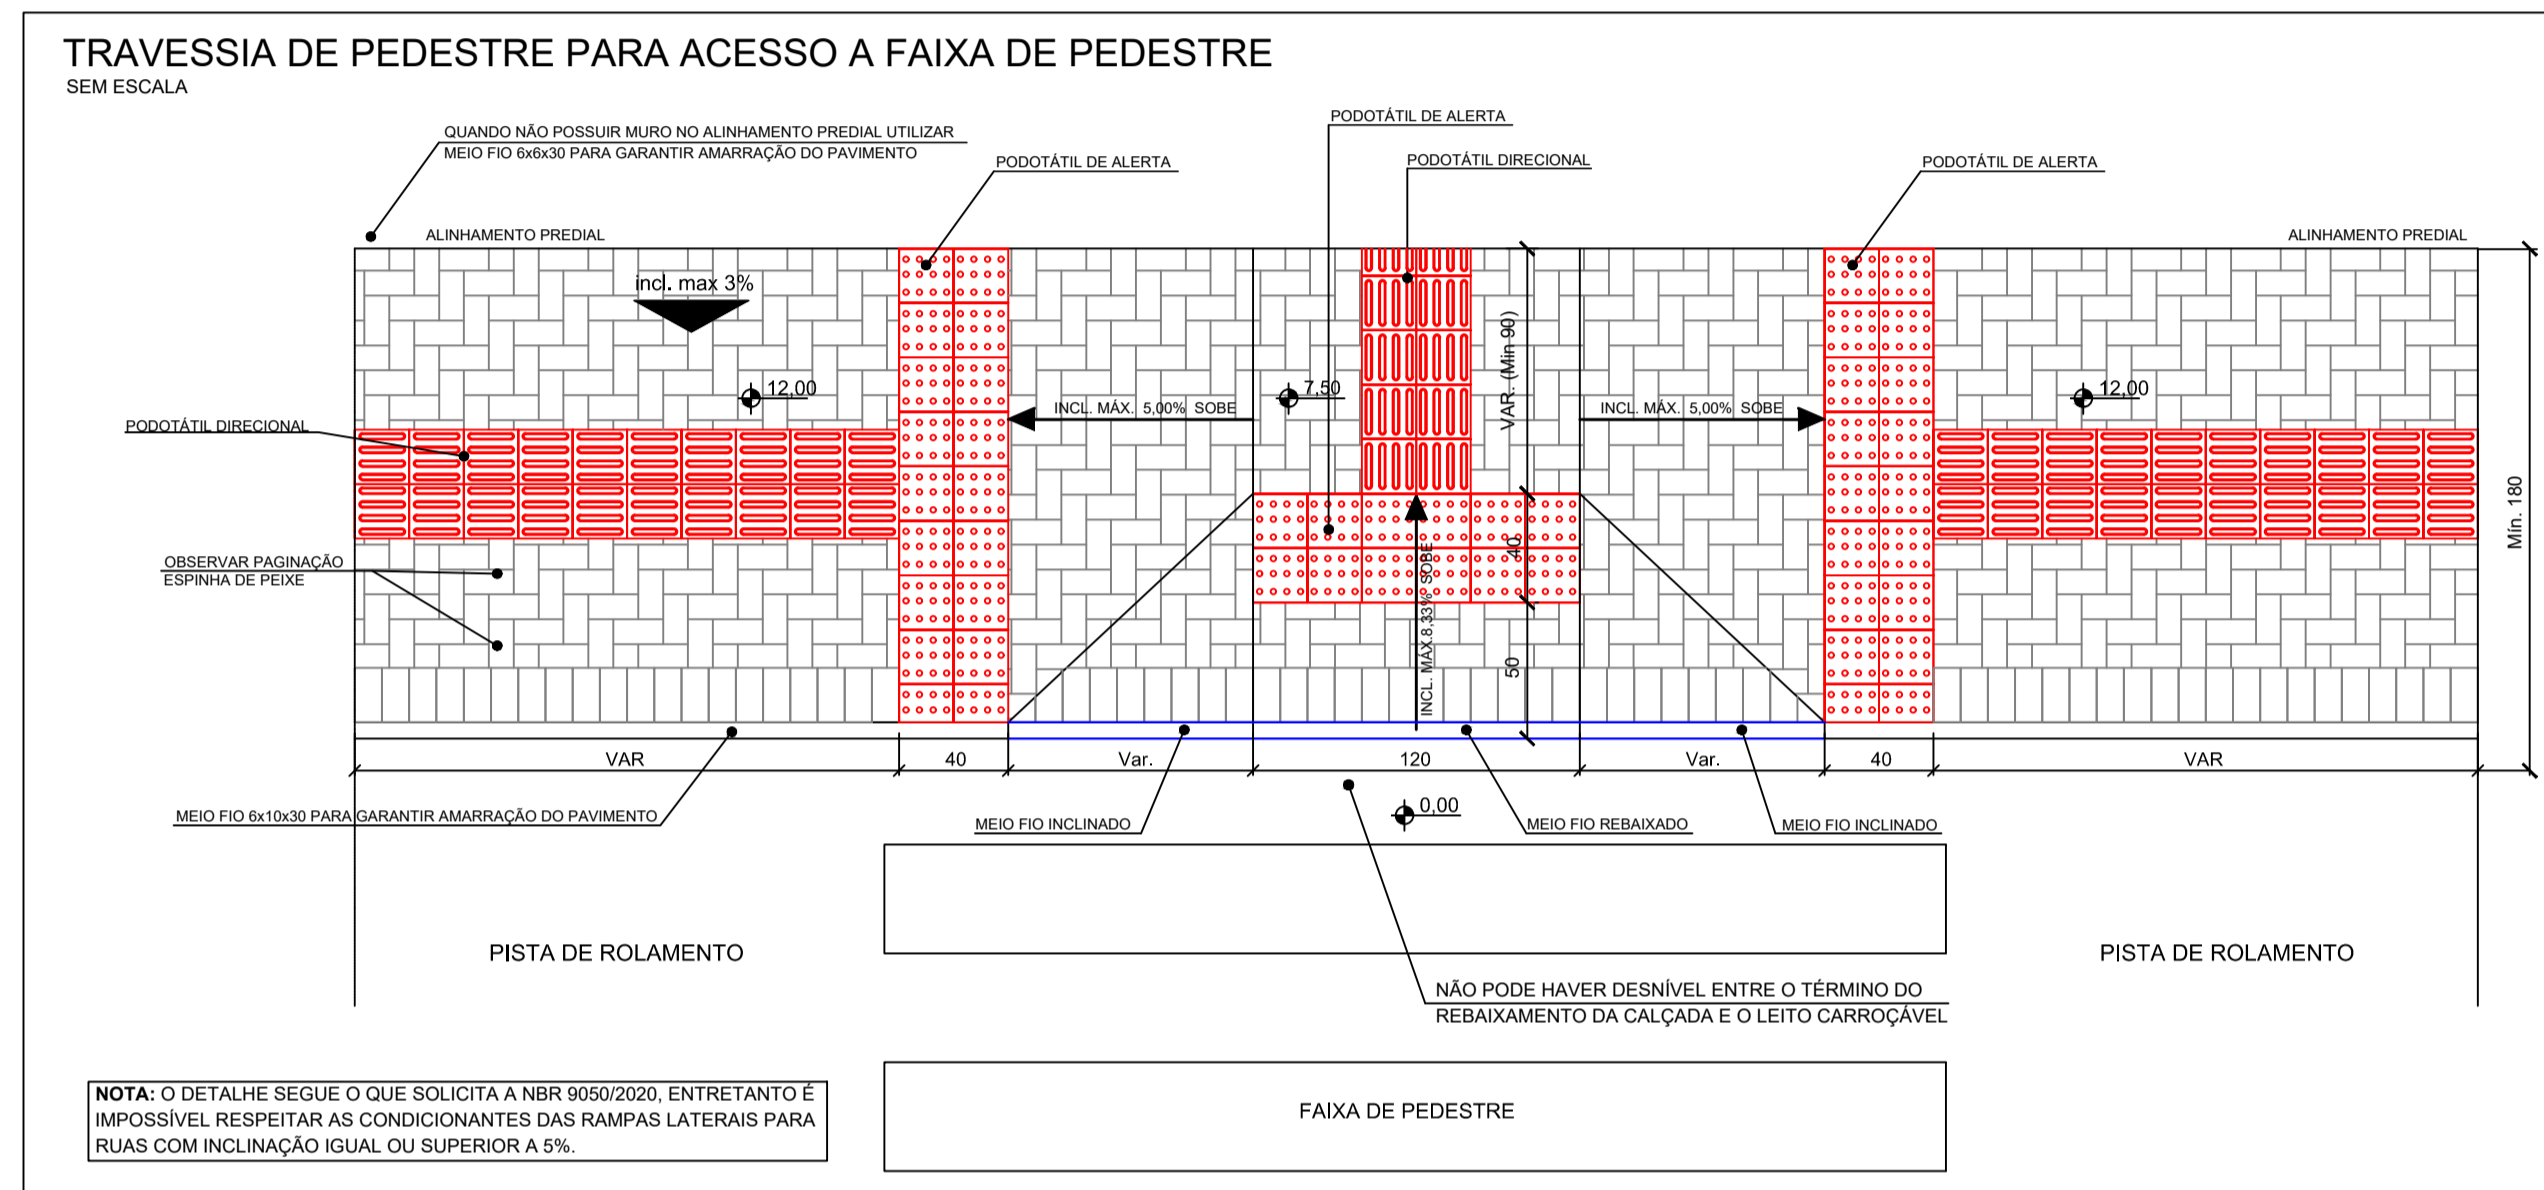 TRAVESSIA DE PEDESTRE PARA ACESSO A FAIXA DE PEDESTRE
SEM ESCALA
QUANDO NÃO POSSUIR MURO NO ALINHAMENTO PREDIAL UTILIZAR
MEIO FIO 6x6x30 PARA GARANTIR AMARRAÇÃO DO PAVIMENTO
PODOTÁTIL DE ALERTA
PODOTÁTIL DE ALERTA
PODOTÁTIL DIRECIONAL
PODOTÁTIL DE ALERTA
ALINHAMENTO PREDIAL
ALINHAMENTO PREDIAL
incl. max 3%
12,00
7,50
12,00
INCL. MÁX. 5,00% SOBE
INCL. MÁX. 5,00% SOBE
VAR. (Min 90)
PODOTÁTIL DIRECIONAL
Mín. 180
40
OBSERVAR PAGINAÇÃO
ESPINHA DE PEIXE
INCL. MÁX.8,33% SOBE
50
VAR
40
Var.
120
Var.
40
VAR
MEIO FIO 6x10x30 PARA GARANTIR AMARRAÇÃO DO PAVIMENTO
MEIO FIO INCLINADO
0,00
MEIO FIO REBAIXADO
MEIO FIO INCLINADO
PISTA DE ROLAMENTO
PISTA DE ROLAMENTO
NÃO PODE HAVER DESNÍVEL ENTRE O TÉRMINO DO
REBAIXAMENTO DA CALÇADA E O LEITO CARROÇÁVEL
NOTA: O DETALHE SEGUE O QUE SOLICITA A NBR 9050/2020, ENTRETANTO É
IMPOSSÍVEL RESPEITAR AS CONDICIONANTES DAS RAMPAS LATERAIS PARA
RUAS COM INCLINAÇÃO IGUAL OU SUPERIOR A 5%.
FAIXA DE PEDESTRE